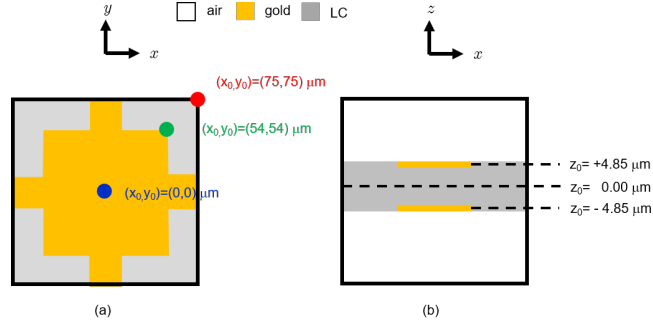 y
x
air
gold
LC
z
x
(x₀,y₀)=(75,75) μm
(x₀,y₀)=(54,54) μm
(x₀,y₀)=(0,0) μm
z₀= +4.85 μm
z₀= 0.00 μm
z₀= - 4.85 μm
(a)
(b)